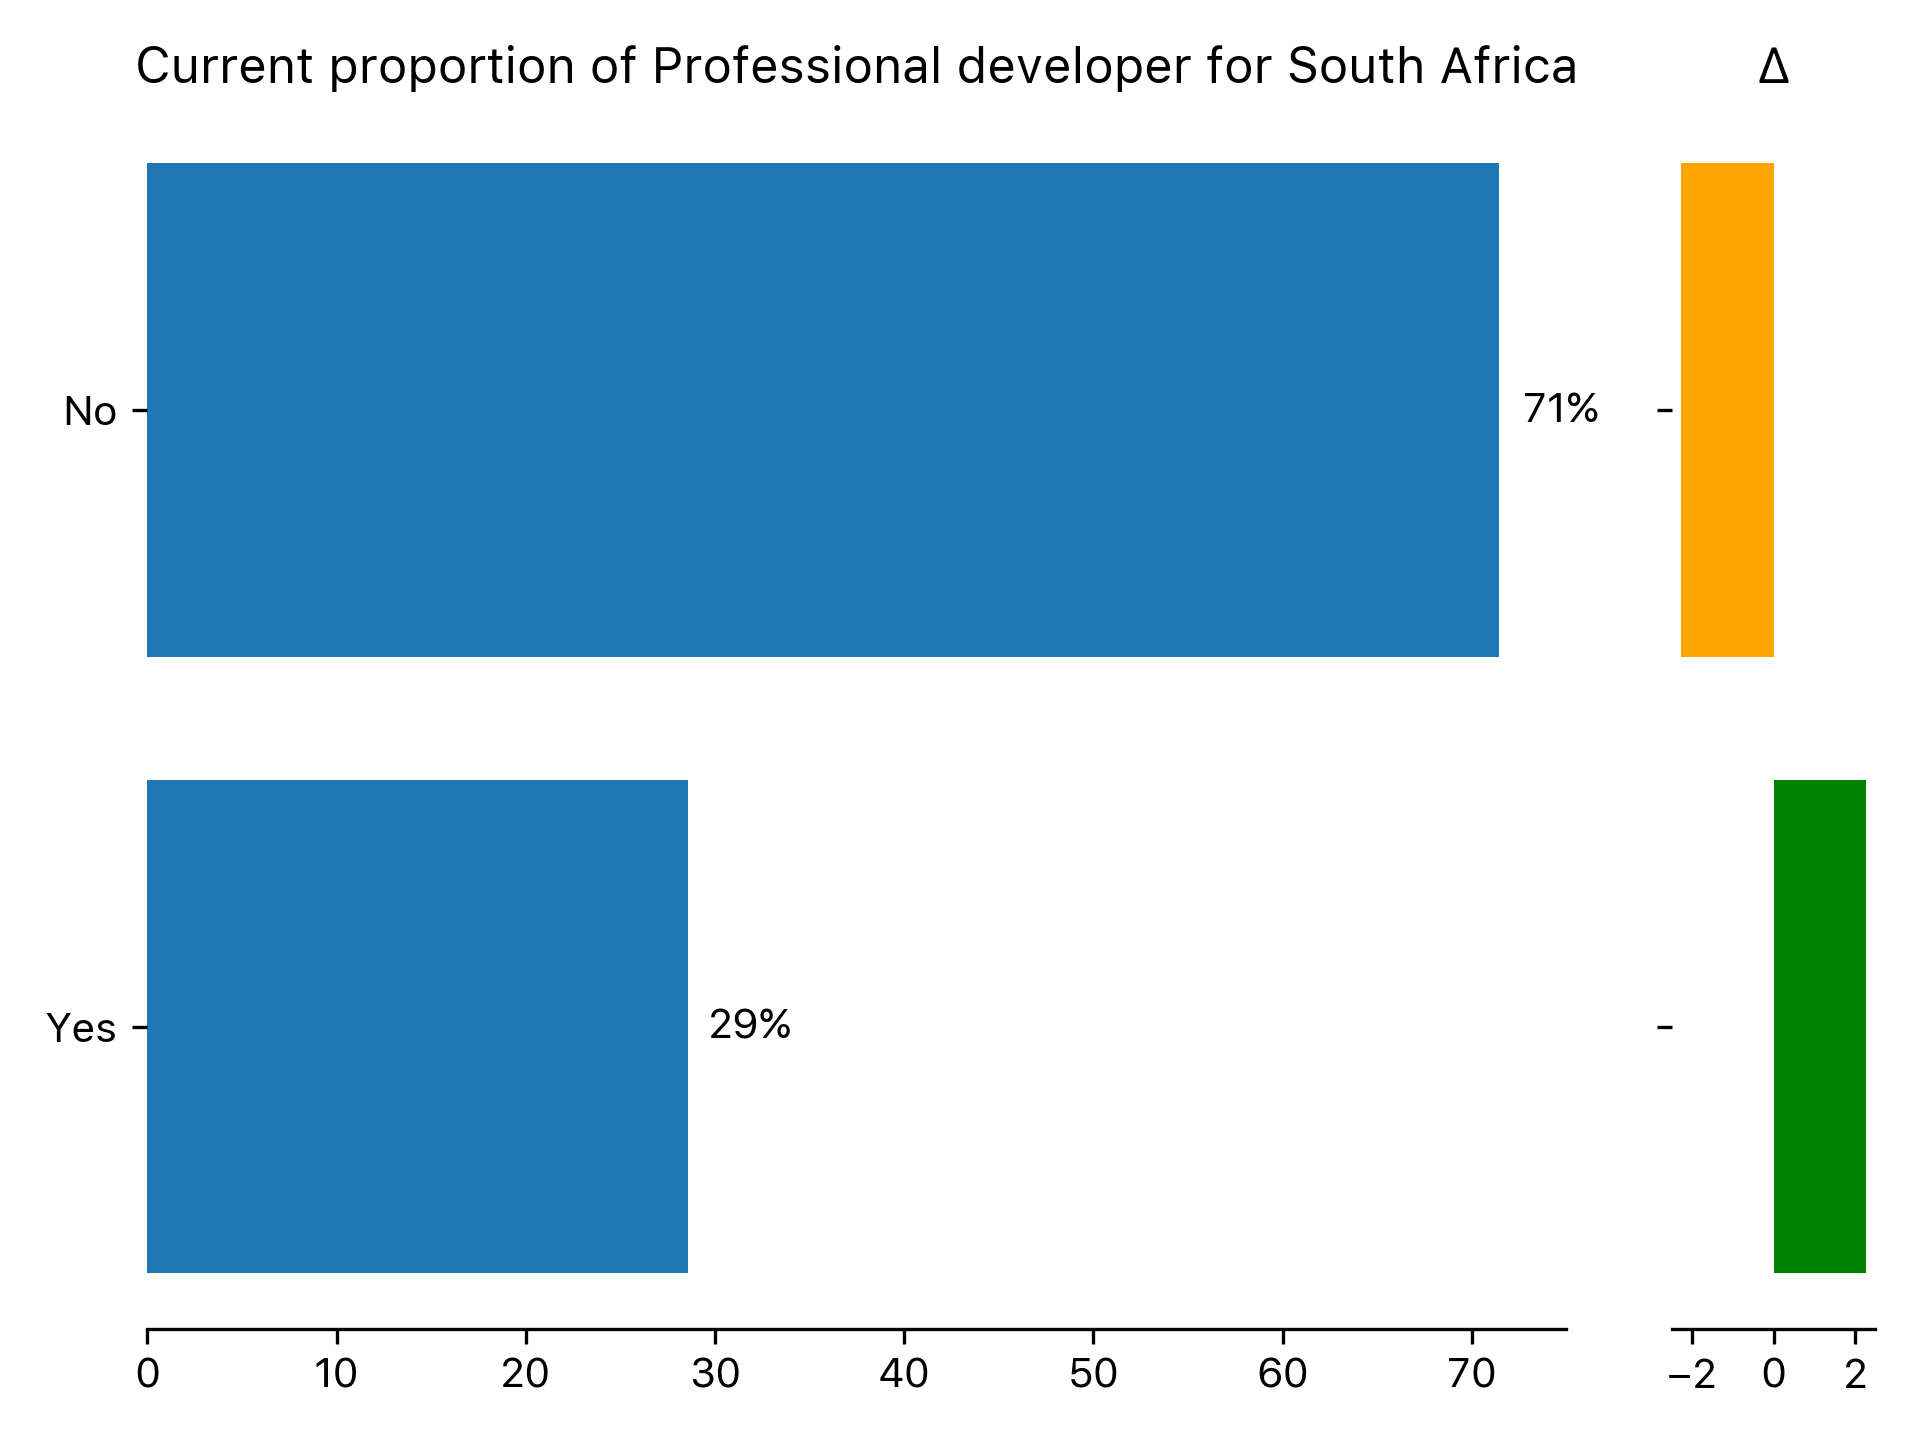 Current proportion of Professional developer for South Africa
Δ
No
71%
Yes
29%
0 10 20 30 40 50 60 70
−2 0 2